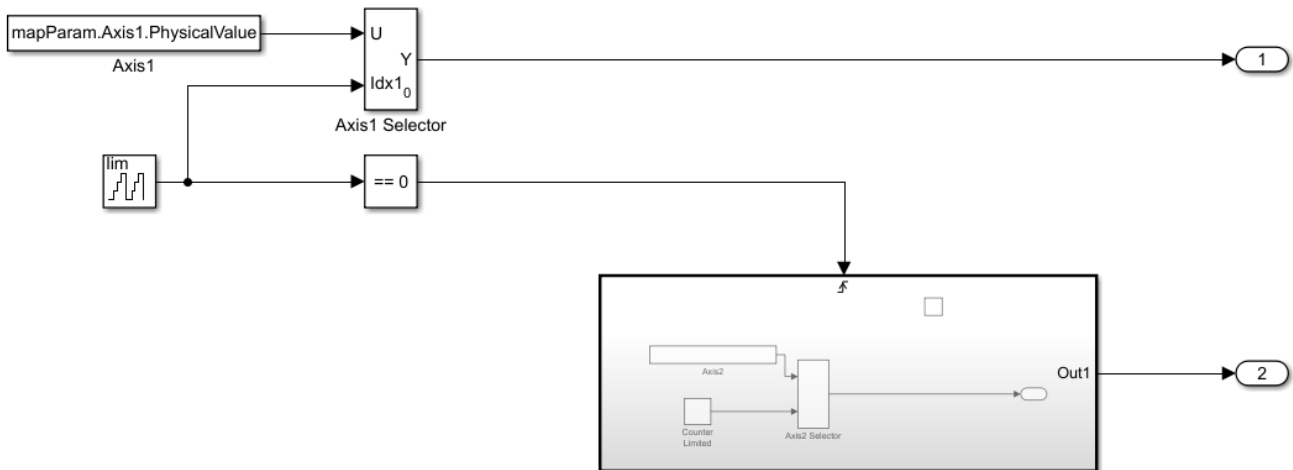 mapParam.Axis1.PhysicalValue
Axis1
U
Y
Idx1
0
Axis1 Selector
1
lim
== 0
Axis2
Counter
Limited
Axis2 Selector
Out1
2